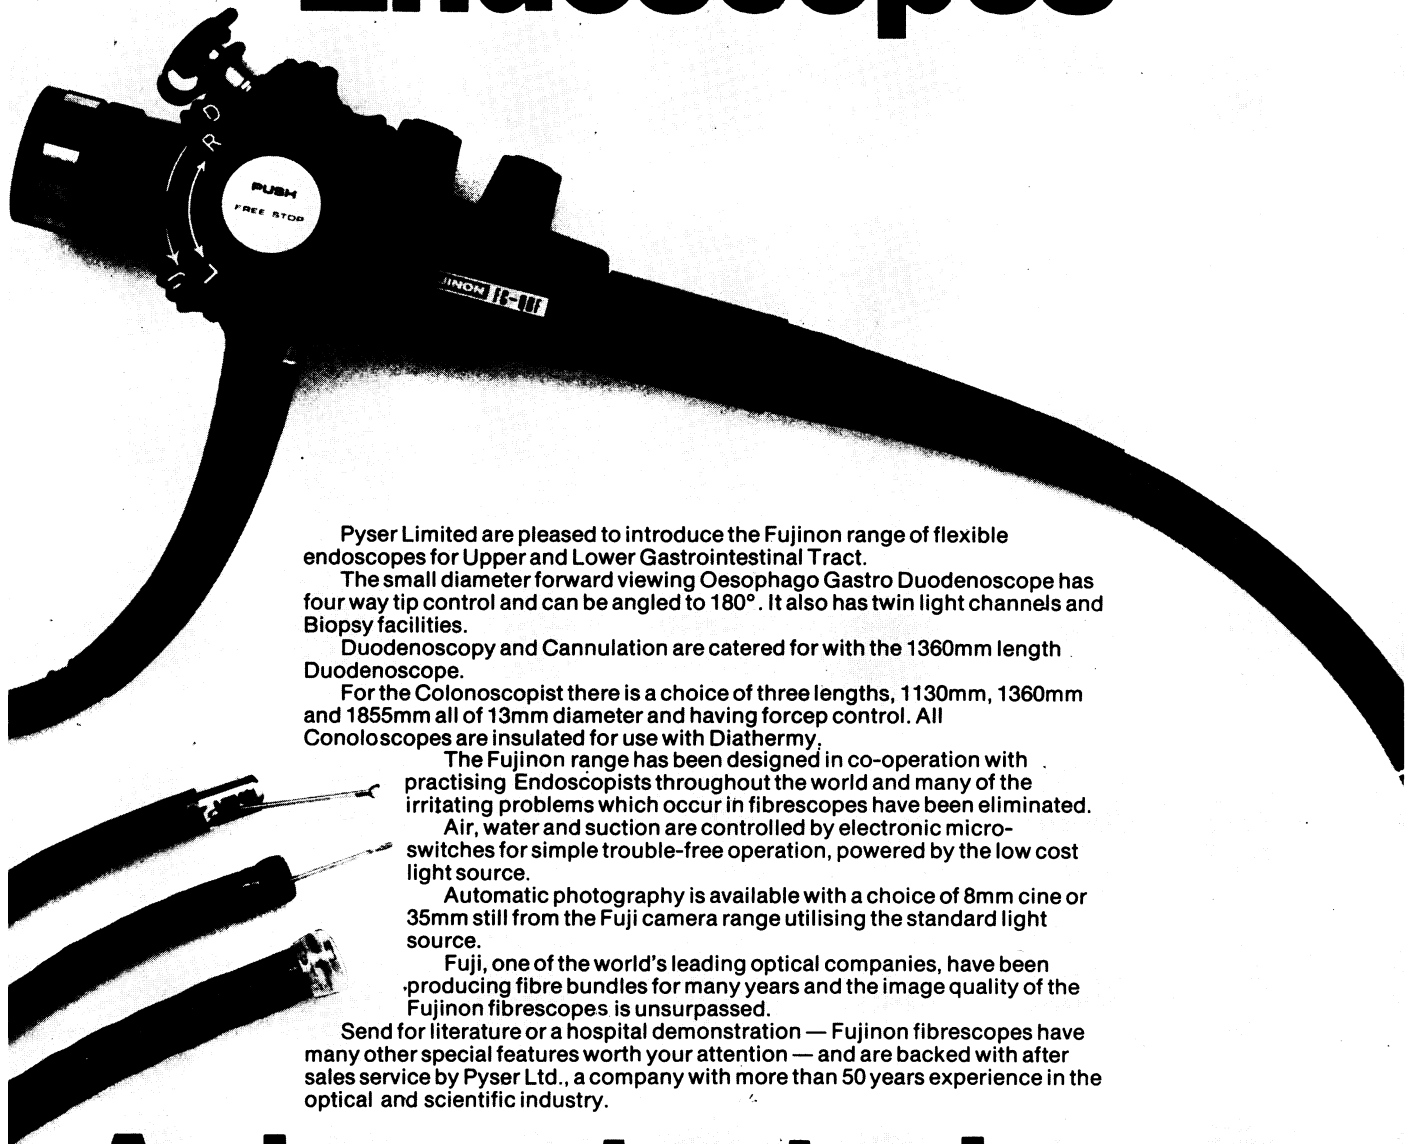 Endoscopes
D
R
PUSH
FREE STOP
U
L
JINON
Pyser Limited are pleased to introduce the Fujinon range of flexible
endoscopes for Upper and Lower Gastrointestinal Tract.
The small diameter forward viewing Oesophago Gastro Duodenoscope has
four way tip control and can be angled to 180°. It also has twin light channels and
Biopsy facilities.
Duodenoscopy and Cannulation are catered for with the 1360mm length
Duodenoscope.
For the Colonoscopist there is a choice of three lengths, 1130mm, 1360mm
and 1855mm all of 13mm diameter and having forcep control. All
Conoloscopes are insulated for use with Diathermy.
The Fujinon range has been designed in co-operation with
practising Endoscopists throughout the world and many of the
irritating problems which occur in fibrescopes have been eliminated.
Air, water and suction are controlled by electronic micro-
switches for simple trouble-free operation, powered by the low cost
light source.
Automatic photography is available with a choice of 8mm cine or
35mm still from the Fuji camera range utilising the standard light
source.
Fuji, one of the world's leading optical companies, have been
producing fibre bundles for many years and the image quality of the
Fujinon fibrescopes is unsurpassed.
Send for literature or a hospital demonstration — Fujinon fibrescopes have
many other special features worth your attention — and are backed with after
sales service by Pyser Ltd., a company with more than 50 years experience in the
optical and scientific industry.